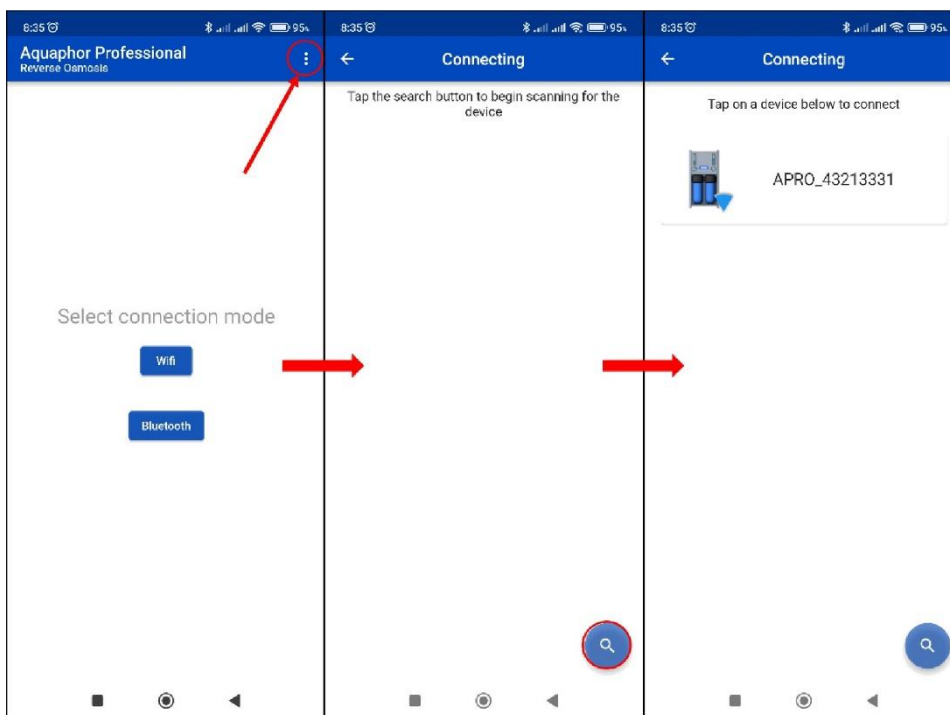 8:35
95%
Aquaphor Professional
Reverse Osmosis
Select connection mode
Wifi
Bluetooth
8:35
95%
Connecting
Tap the search button to begin scanning for the
device
8:35
95%
Connecting
Tap on a device below to connect
APRO_43213331